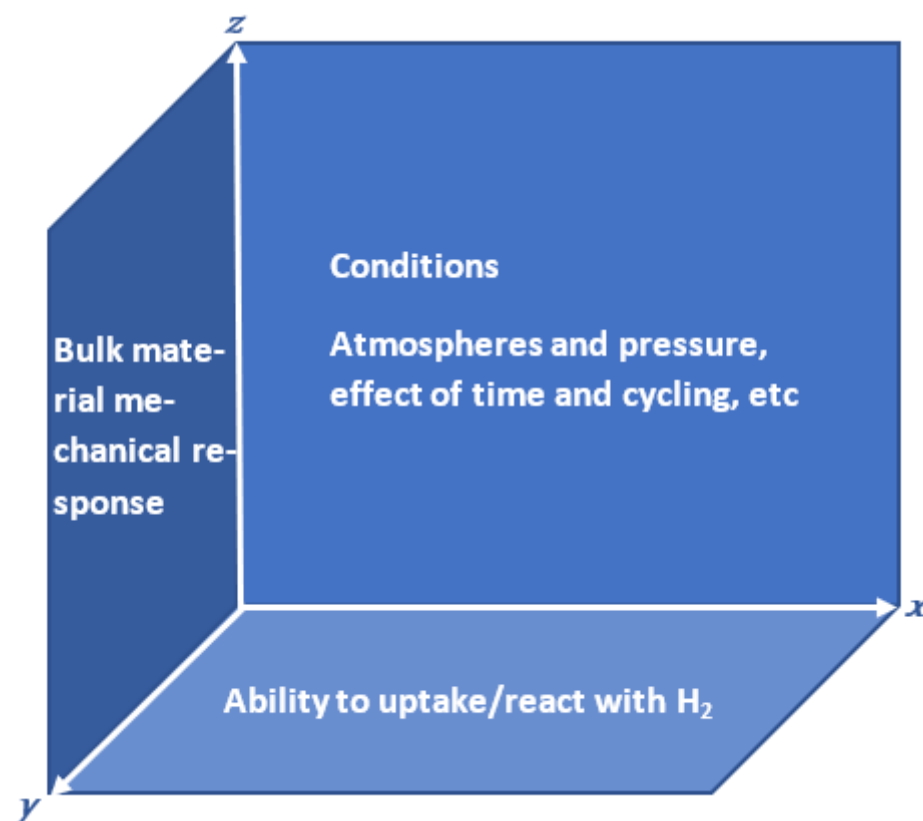 z
Conditions
Atmospheres and pressure,
effect of time and cycling, etc
Bulk mate-
rial me-
chanical re-
sponse
x
Ability to uptake/react with H₂
y